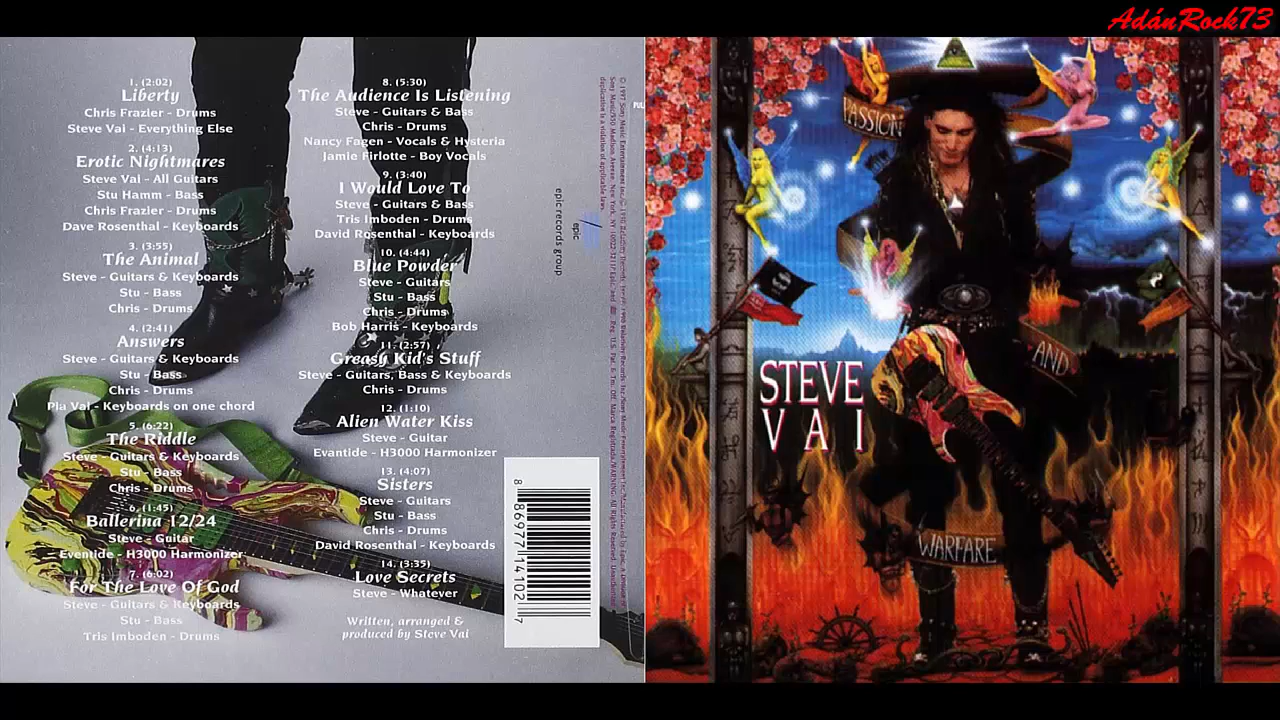 AdánRock73
1. (2:02)
Liberty
Chris Frazier - Drums
Steve Vai - Everything Else
2. (4:13)
Erotic Nightmares
Steve Vai - All Guitars
Stu Hamm - Bass
Chris Frazier - Drums
Dave Rosenthal - Keyboards
3. (3:55)
The Animal
Steve - Guitars & Keyboards
Stu - Bass
Chris - Drums
4. (2:41)
Answers
Steve - Guitars & Keyboards
Stu - Bass
Chris - Drums
Pia Vai - Keyboards on one chord
5. (6:22)
The Riddle
Steve - Guitars & Keyboards
Stu - Bass
Chris - Drums
6. (1:45)
Ballerina 12/24
Steve - Guitar
Eventide - H3000 Harmonizer
7. (6:02)
For The Love Of God
Steve - Guitars & Keyboards
Stu - Bass
Tris Imboden - Drums
8. (5:30)
The Audience Is Listening
Steve - Guitars & Bass
Chris - Drums
Nancy Fagen - Vocals & Hysteria
Jamie Firlotte - Boy Vocals
9. (3:40)
I Would Love To
Steve - Guitars & Bass
Tris Imboden - Drums
David Rosenthal - Keyboards
10. (4:44)
Blue Powder
Steve - Guitars
Stu - Bass
Chris - Drums
Bob Harris - Keyboards
11. (2:57)
Greasy Kid's Stuff
Steve - Guitars, Bass & Keyboards
Chris - Drums
12. (1:10)
Alien Water Kiss
Steve - Guitar
Evantide - H3000 Harmonizer
13. (4:07)
Sisters
Steve - Guitars
Stu - Bass
Chris - Drums
David Rosenthal - Keyboards
14. (3:35)
Love Secrets
Steve - Whatever
Written, arranged &
produced by Steve Vai
epic records group
epic
8 86977 14102 7
PASSION
AND
WARFARE
STEVE
VAI